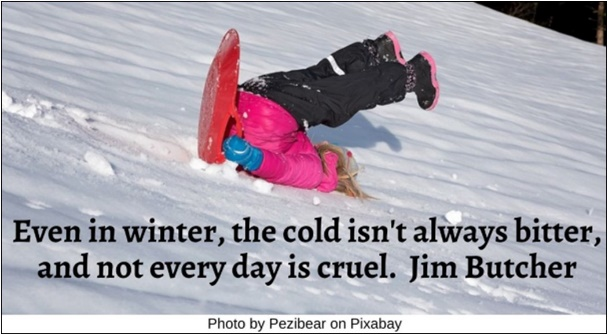 Even in winter, the cold isn't always bitter,
and not every day is cruel.  Jim Butcher
Photo by Pezibear on Pixabay